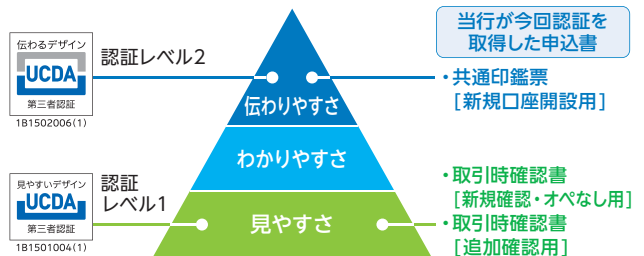 当行が今回認証を
取得した申込書
伝わるデザイン
UCDA
第三者認証
1B1502006(1)
認証レベル2
伝わりやすさ
・共通印鑑票
[新規口座開設用]
わかりやすさ
見やすいデザイン
UCDA
第三者認証
1B1501004(1)
認証
レベル1
見やすさ
・取引時確認書
[新規確認・オペなし用]
・取引時確認書
[追加確認用]